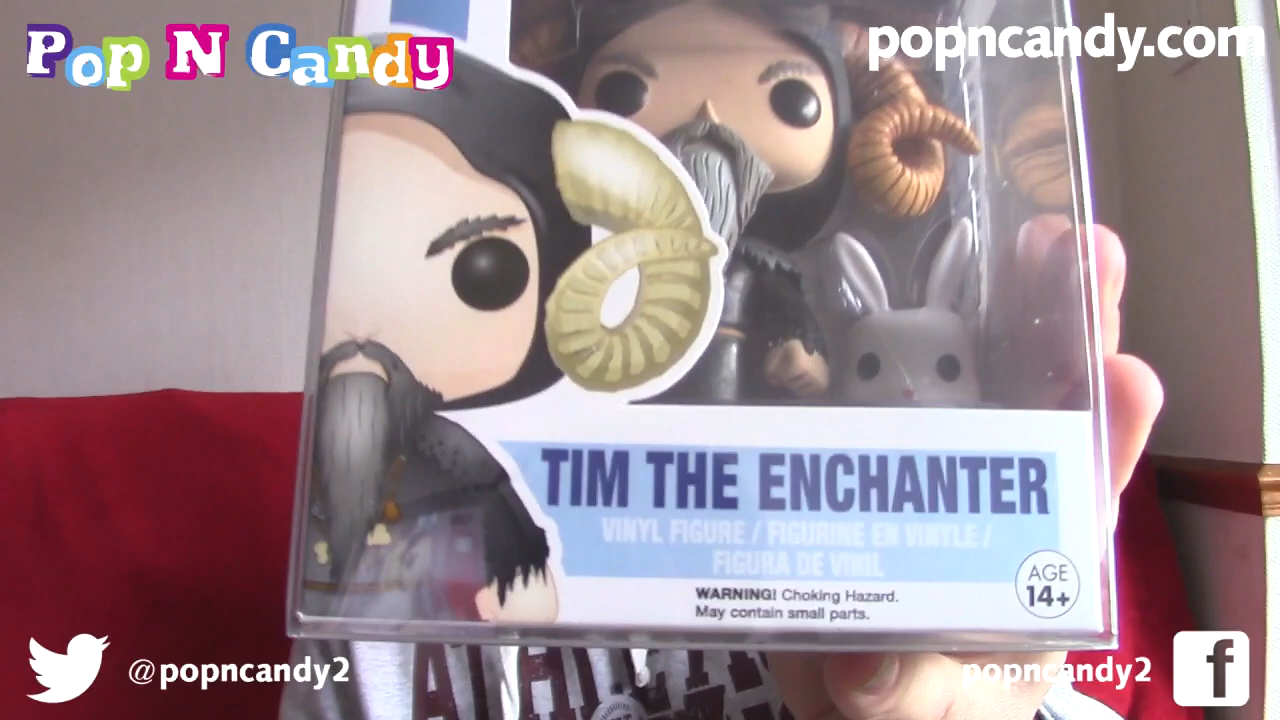 Pop N Candy
popncandy.com
TIM THE ENCHANTER
VINYL FIGURE / FIGURINE EN VINYLE /
FIGURA DE VINIL
AGE
14+
WARNING! Choking Hazard.
May contain small parts.
@popncandy2
popncandy2
f